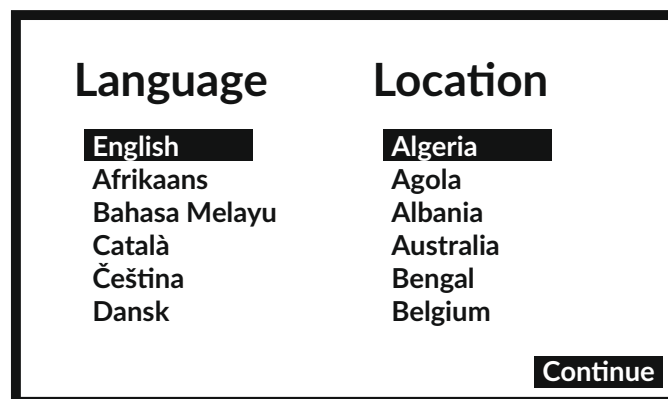 Language
English
Afrikaans
Bahasa Melayu
Català
Čeština
Dansk
Location
Algeria
Agola
Albania
Australia
Bengal
Belgium
Continue